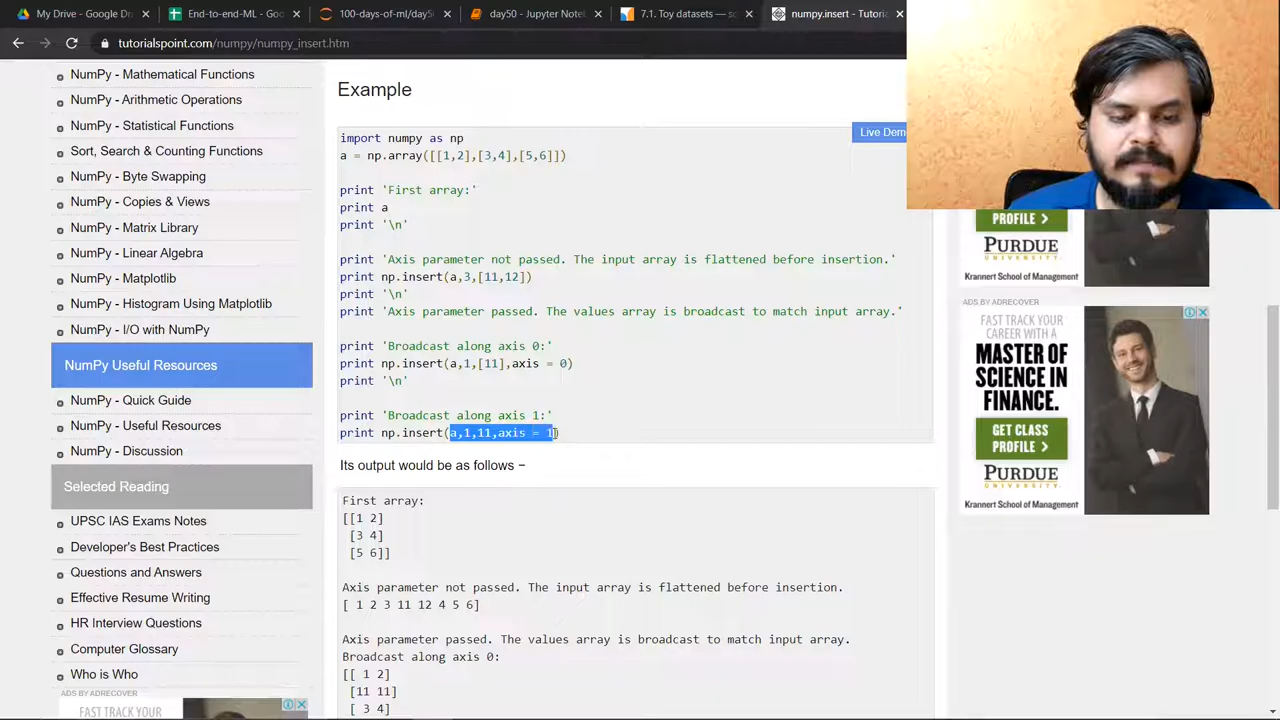 My Drive - Goo
End-to-end-ML - Goo
100-days-of-ml/day5
day50 - Jupyter Note
7.1. Toy datasets — sc
numpy.insert - Tutoria
tutorialspoint.com/numpy/numpy_insert.htm
NumPy - Mathematical Functions
NumPy - Arithmetic Operations
NumPy - Statistical Functions
Sort, Search & Counting Functions
NumPy - Byte Swapping
NumPy - Copies & Views
NumPy - Matrix Library
NumPy - Linear Algebra
NumPy - Matplotlib
NumPy - Histogram Using Matplotlib
NumPy - I/O with NumPy
NumPy Useful Resources
NumPy - Quick Guide
NumPy - Useful Resources
NumPy - Discussion
Selected Reading
UPSC IAS Exams Notes
Developer's Best Practices
Questions and Answers
Effective Resume Writing
HR Interview Questions
Computer Glossary
Who is Who
ADS BY ADRECOVER
FAST TRACK YOUR
Example
Live Dem
import numpy as np
a = np.array([[1,2],[3,4],[5,6]])
print 'First array:'
print a
print '\n'
print 'Axis parameter not passed. The input array is flattened before insertion.'
print np.insert(a,3,[11,12])
print '\n'
print 'Axis parameter passed. The values array is broadcast to match input array.'
print 'Broadcast along axis 0:'
print np.insert(a,1,[11],axis = 0)
print '\n'
print 'Broadcast along axis 1:'
print np.insert(a,1,11,axis = 1)
Its output would be as follows −
First array:
[[1 2]
[3 4]
[5 6]]
Axis parameter not passed. The input array is flattened before insertion.
[ 1 2 3 11 12 4 5 6]
Axis parameter passed. The values array is broadcast to match input array.
Broadcast along axis 0:
[[ 1 2]
[11 11]
[ 3 4]
PROFILE >
PURDUE
UNIVERSITY
Krannert School of Management
ADS BY ADRECOVER
FAST TRACK YOUR
CAREER WITH A
MASTER OF
SCIENCE IN
FINANCE.
GET CLASS
PROFILE >
PURDUE
UNIVERSITY
Krannert School of Management